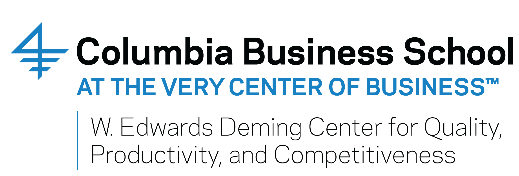 Columbia Business School
AT THE VERY CENTER OF BUSINESS™
W. Edwards Deming Center for Quality,
Productivity, and Competitiveness